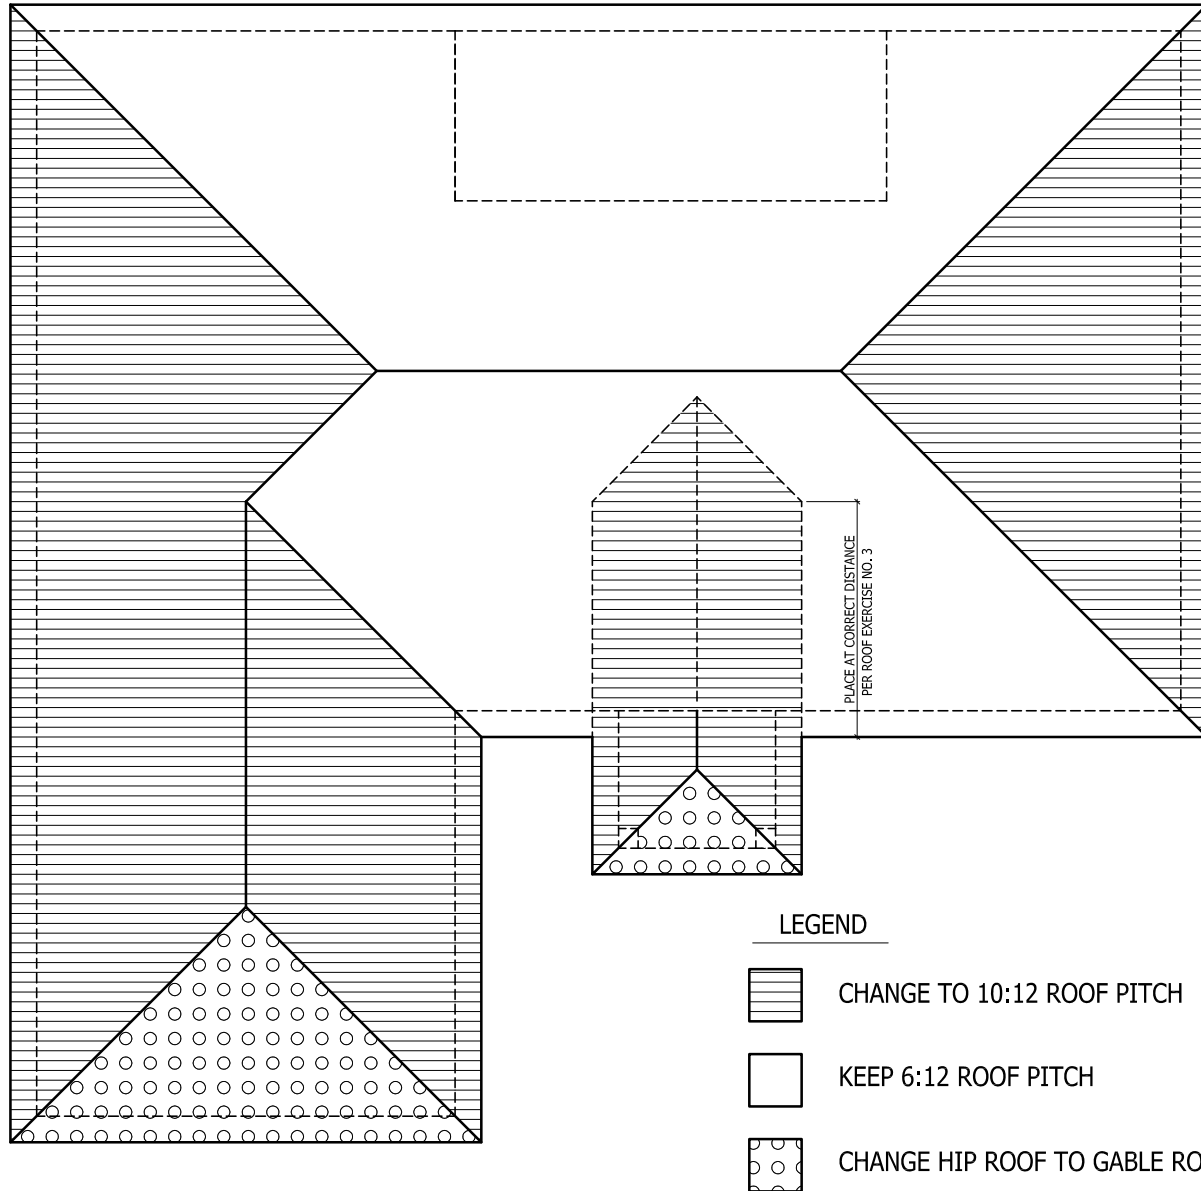 PLACE AT CORRECT DISTANCE
PER ROOF EXERCISE NO. 3
LEGEND
CHANGE TO 10:12 ROOF PITCH
KEEP 6:12 ROOF PITCH
CHANGE HIP ROOF TO GABLE RO